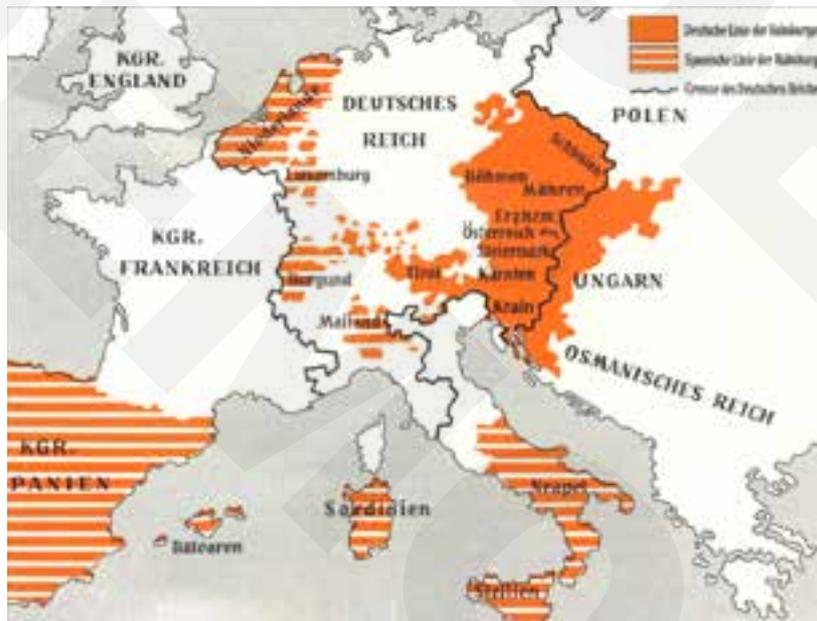 Deutsche Linie der Habsburger
Spanische Linie der Habsburger
Grenze des Deutschen Reiches
KGR.
ENGLAND
Niederlande
DEUTSCHES
REICH
POLEN
Luxemburg
Schlesien
Böhmen
Mähren
Erzhzm.
Österreich
Steiermark
KGR.
FRANKREICH
Burgund
Tirol
Kärnten
UNGARN
Mailand
Krain
OSMANISCHES REICH
KGR.
PANIEN
Balearen
Sardinien
Neapel
Sizilien